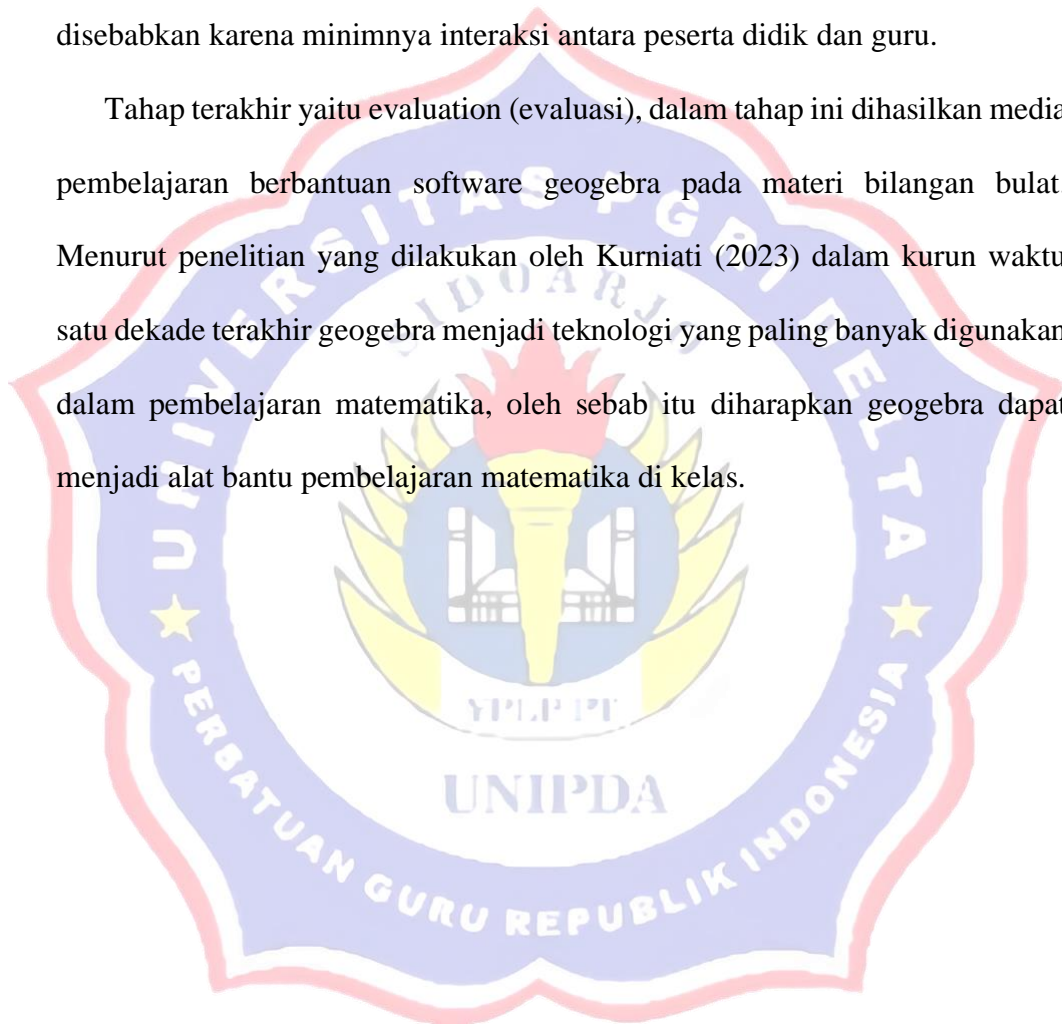 disebabkan karena minimnya interaksi antara peserta didik dan guru.
Tahap terakhir yaitu evaluation (evaluasi), dalam tahap ini dihasilkan media
pembelajaran berbantuan software geogebra pada materi bilangan bulat.
Menurut penelitian yang dilakukan oleh Kurniati (2023) dalam kurun waktu
satu dekade terakhir geogebra menjadi teknologi yang paling banyak digunakan
dalam pembelajaran matematika, oleh sebab itu diharapkan geogebra dapat
menjadi alat bantu pembelajaran matematika di kelas.
UNIVERSITAS PGRI DELTA
SIDOARJO
YPLP PT
UNIPDA
PERBATUAN GURU REPUBLIK INDONESIA